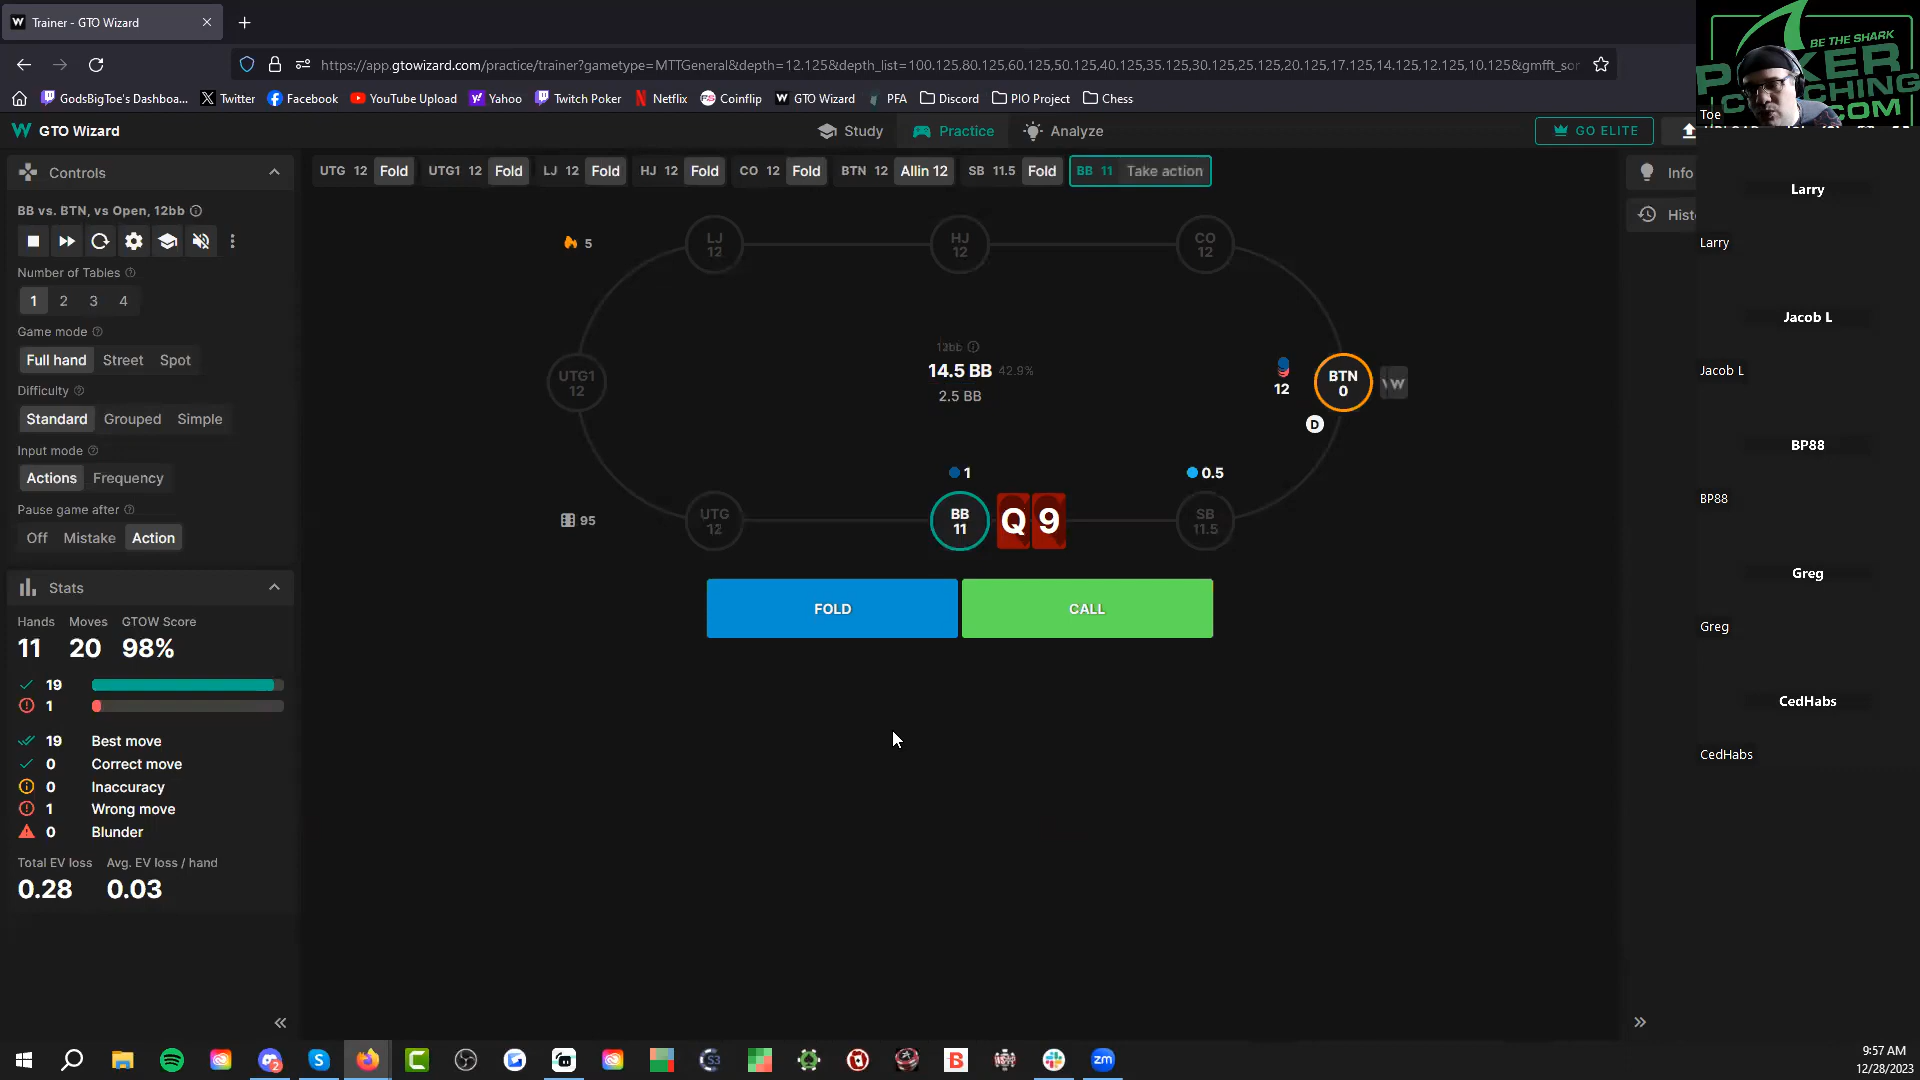 Trainer - GTO Wizard
https://app.gtowizard.com/practice/trainer?gametype=MTTGeneral&depth=12.125&depth_list=100.125,80.125,60.125,50.125,40.125,35.125,30.125,25.125,20.125,17.125,14.125,12.125,10.125&gmfft_sor
GodsBigToe's Dashboa... Twitter Facebook YouTube Upload Yahoo Twitch Poker Netflix Coinflip GTO Wizard PFA Discord PIO Project Chess
BE THE SHARK
POKER
COACHING
.COM
Toe
GTO Wizard Study Practice Analyze GO ELITE
Controls
UTG 12 Fold UTG1 12 Fold LJ 12 Fold HJ 12 Fold CO 12 Fold BTN 12 Allin 12 SB 11.5 Fold BB 11 Take action
Info
Larry
BB vs. BTN, vs Open, 12bb
Hist
Larry
5
LJ
12
HJ
12
CO
12
Number of Tables
1 2 3 4
Game mode
Full hand Street Spot
Difficulty
Standard Grouped Simple
Input mode
Actions Frequency
Pause game after
Off Mistake Action
Jacob L
Jacob L
12bb
14.5 BB 42.9%
2.5 BB
UTG1
12
12
BTN
0
W
D
BP88
BP88
1
0.5
95
UTG
12
BB
11
Q 9
SB
11.5
FOLD CALL
Greg
Greg
CedHabs
CedHabs
Stats
Hands Moves GTOW Score
11 20 98%
19
1
19 Best move
0 Correct move
0 Inaccuracy
1 Wrong move
0 Blunder
Total EV loss Avg. EV loss / hand
0.28 0.03
9:57 AM
12/28/2023